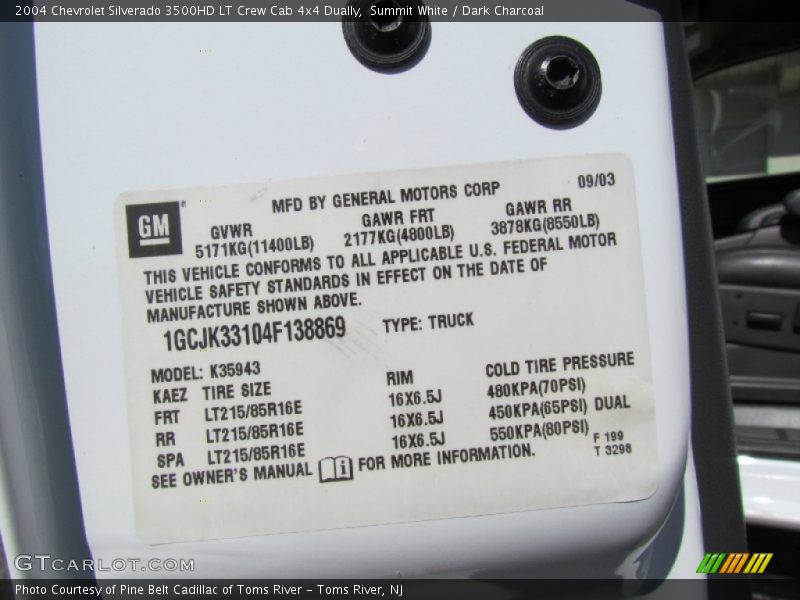 2004 Chevrolet Silverado 3500HD LT Crew Cab 4x4 Dually, Summit White / Dark Charcoal
MFD BY GENERAL MOTORS CORP 09/03
GM®
GVWR GAWR FRT GAWR RR
5171KG(11400LB) 2177KG(4800LB) 3878KG(8550LB)
THIS VEHICLE CONFORMS TO ALL APPLICABLE U.S. FEDERAL MOTOR
VEHICLE SAFETY STANDARDS IN EFFECT ON THE DATE OF
MANUFACTURE SHOWN ABOVE.
1GCJK33104F138869 TYPE: TRUCK
MODEL: K35943
KAEZ TIRE SIZE RIM COLD TIRE PRESSURE
FRT LT215/85R16E 16X6.5J 480KPA(70PSI)
RR LT215/85R16E 16X6.5J 450KPA(65PSI) DUAL
SPA LT215/85R16E 16X6.5J 550KPA(80PSI) F 199
SEE OWNER'S MANUAL i FOR MORE INFORMATION. T 3298
GTCARLOT.COM
Photo Courtesy of Pine Belt Cadillac of Toms River – Toms River, NJ